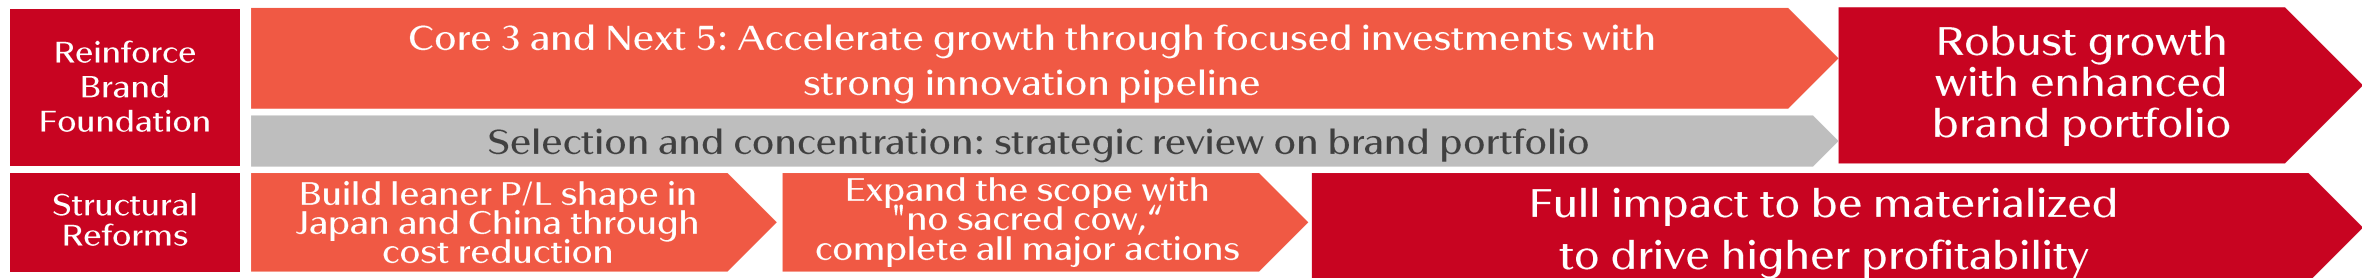 Reinforce
Brand
Foundation
Core 3 and Next 5: Accelerate growth through focused investments with
strong innovation pipeline
Selection and concentration: strategic review on brand portfolio
Robust growth
with enhanced
brand portfolio
Structural
Reforms
Build leaner P/L shape in
Japan and China through
cost reduction
Expand the scope with
"no sacred cow,“
complete all major actions
Full impact to be materialized
to drive higher profitability